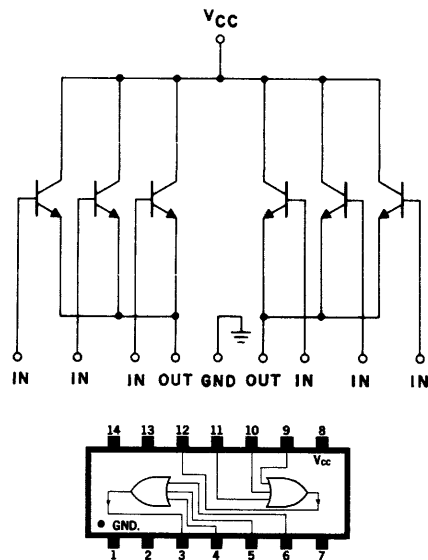 VCC
IN IN IN OUT GND OUT IN IN IN
14 13 12 11 10 9 8
VCC
GND.
1 2 3 4 5 6 7